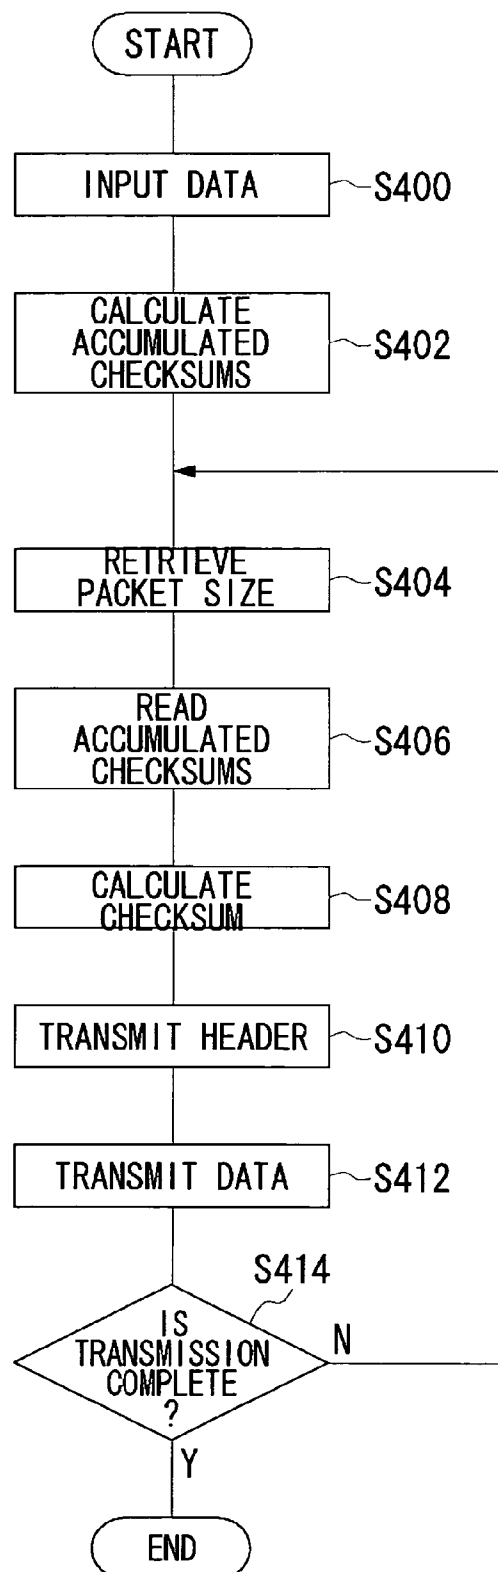 START
INPUT DATA
S400
CALCULATE
ACCUMULATED
CHECKSUMS
S402
RETRIEVE
PACKET SIZE
S404
READ
ACCUMULATED
CHECKSUMS
S406
CALCULATE
CHECKSUM
S408
TRANSMIT HEADER
S410
TRANSMIT DATA
S412
S414
IS
TRANSMISSION
COMPLETE
?
N
Y
END